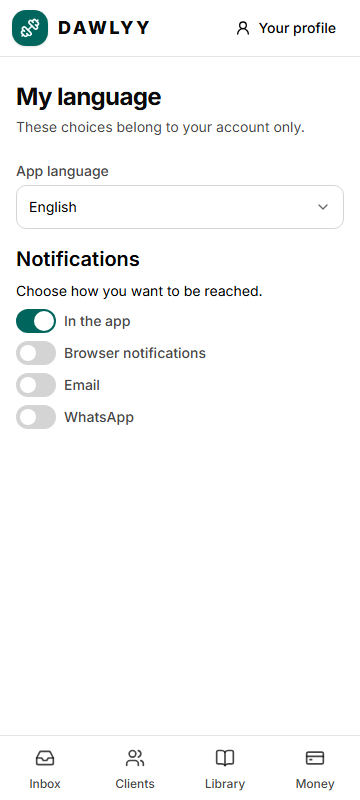 DAWLYY
Your profile
My language
These choices belong to your account only.
App language
English
Notifications
Choose how you want to be reached.
In the app
Browser notifications
Email
WhatsApp
Inbox
Clients
Library
Money